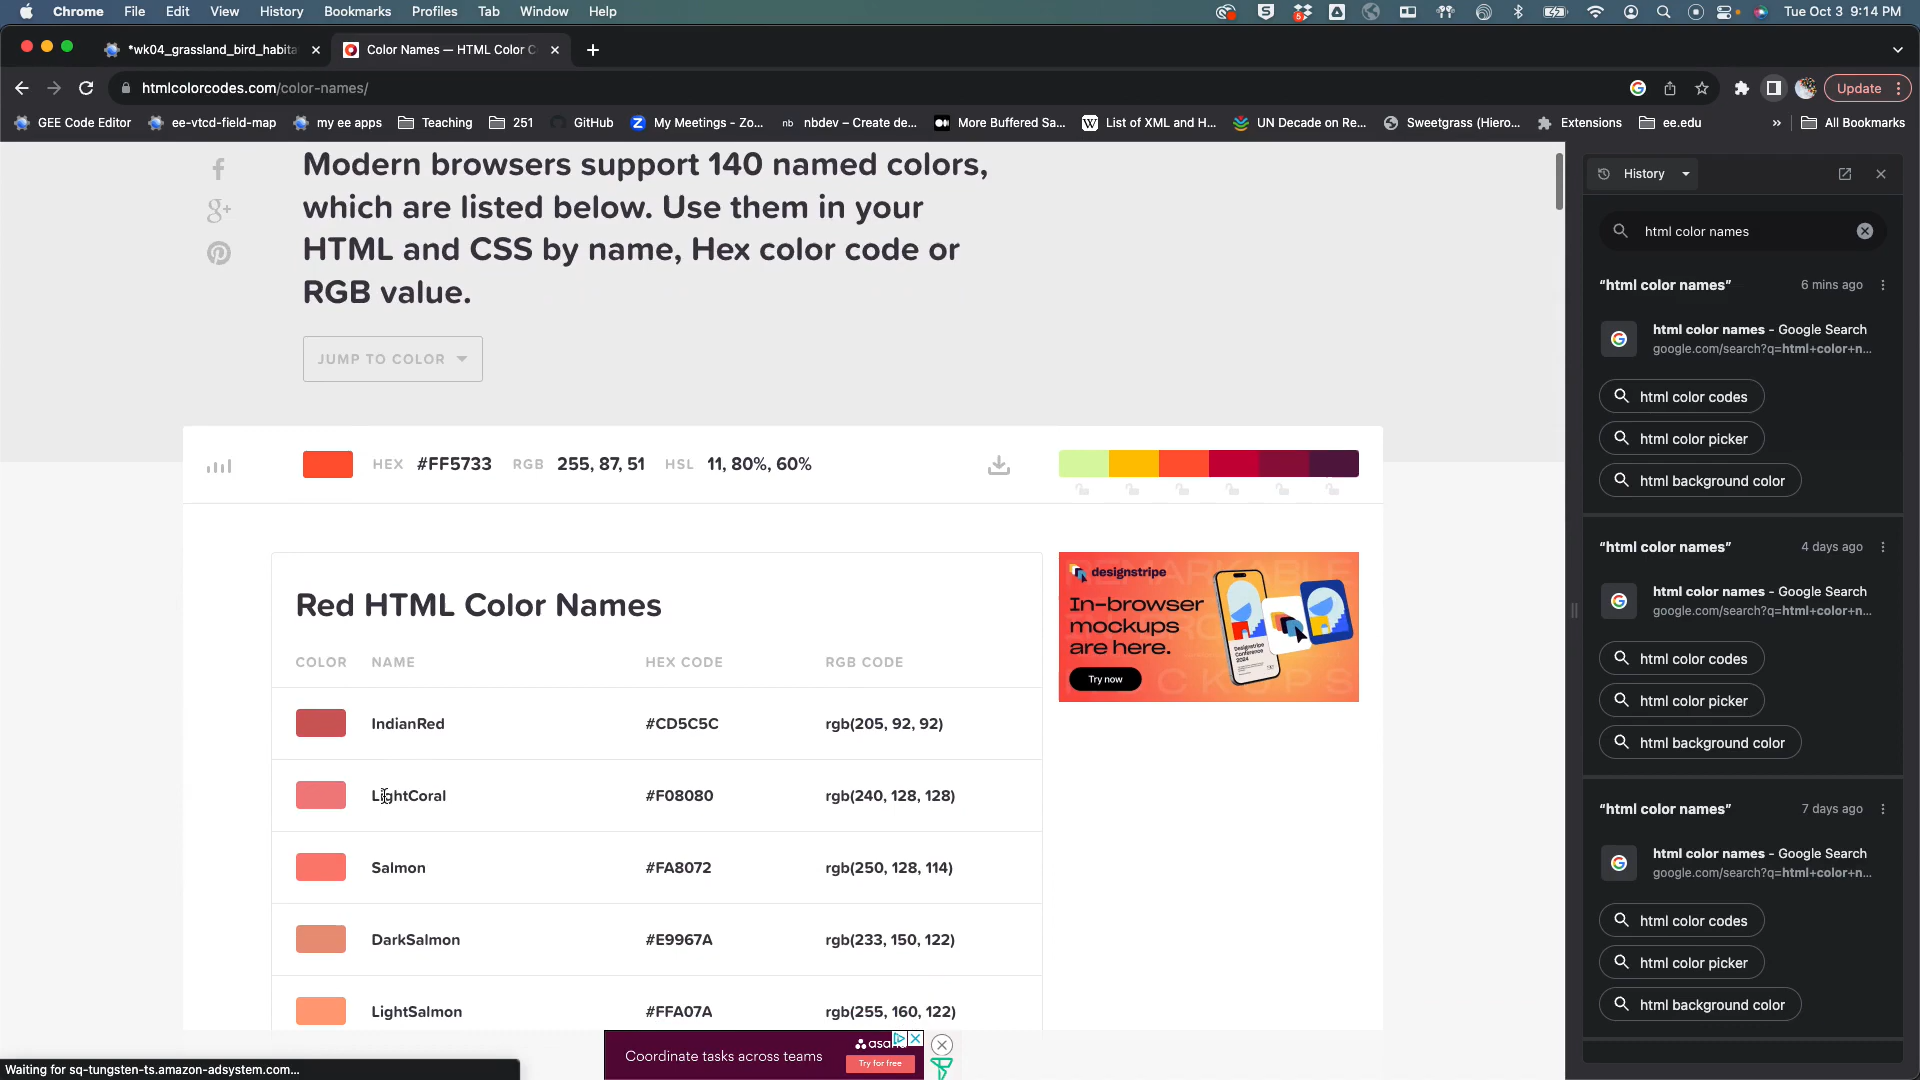 Chrome File Edit View History Bookmarks Profiles Tab Window Help Tue Oct 3 9:14 PM
*wk04_grassland_bird_habita Color Names — HTML Color C
htmlcolorcodes.com/color-names/ Update
GEE Code Editor ee-vtcd-field-map my ee apps Teaching 251 GitHub My Meetings - Zo... nb nbdev – Create de... More Buffered Sa... List of XML and H... UN Decade on Re... Sweetgrass (Hiero... Extensions ee.edu » All Bookmarks
Modern browsers support 140 named colors,
which are listed below. Use them in your
HTML and CSS by name, Hex color code or
RGB value.
JUMP TO COLOR
HEX #FF5733 RGB 255, 87, 51 HSL 11, 80%, 60%
Red HTML Color Names
COLOR NAME HEX CODE RGB CODE
IndianRed #CD5C5C rgb(205, 92, 92)
LightCoral #F08080 rgb(240, 128, 128)
Salmon #FA8072 rgb(250, 128, 114)
DarkSalmon #E9967A rgb(233, 150, 122)
LightSalmon #FFA07A rgb(255, 160, 122)
designstripe
In-browser
mockups
are here.
Try now
Coordinate tasks across teams
Try for free
Waiting for sq-tungsten-ts.amazon-adsystem.com...
History
html color names
“html color names” 6 mins ago
html color names - Google Search
google.com/search?q=html+color+n...
html color codes
html color picker
html background color
“html color names” 4 days ago
html color names - Google Search
google.com/search?q=html+color+n...
html color codes
html color picker
html background color
“html color names” 7 days ago
html color names - Google Search
google.com/search?q=html+color+n...
html color codes
html color picker
html background color